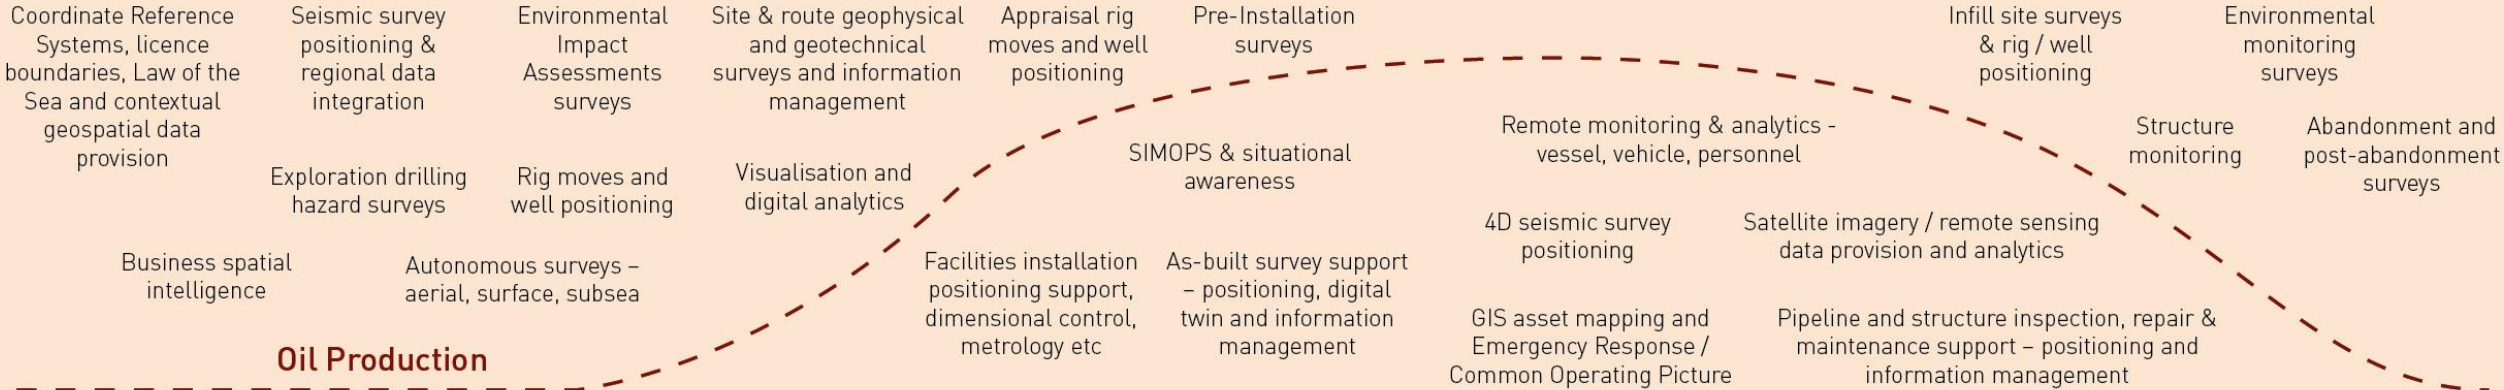 Coordinate Reference
Systems, licence
boundaries, Law of the
Sea and contextual
geospatial data
provision
Seismic survey
positioning &
regional data
integration
Environmental
Impact
Assessments
surveys
Site & route geophysical
and geotechnical
surveys and information
management
Appraisal rig
moves and well
positioning
Pre-Installation
surveys
Infill site surveys
& rig / well
positioning
Environmental
monitoring
surveys
Exploration drilling
hazard surveys
Rig moves and
well positioning
Visualisation and
digital analytics
SIMOPS & situational
awareness
Remote monitoring & analytics -
vessel, vehicle, personnel
Structure
monitoring
Abandonment and
post-abandonment
surveys
Business spatial
intelligence
Autonomous surveys –
aerial, surface, subsea
Facilities installation
positioning support,
dimensional control,
metrology etc
As-built survey support
– positioning, digital
twin and information
management
4D seismic survey
positioning
Satellite imagery / remote sensing
data provision and analytics
GIS asset mapping and
Emergency Response /
Common Operating Picture
Pipeline and structure inspection, repair &
maintenance support – positioning and
information management
Oil Production